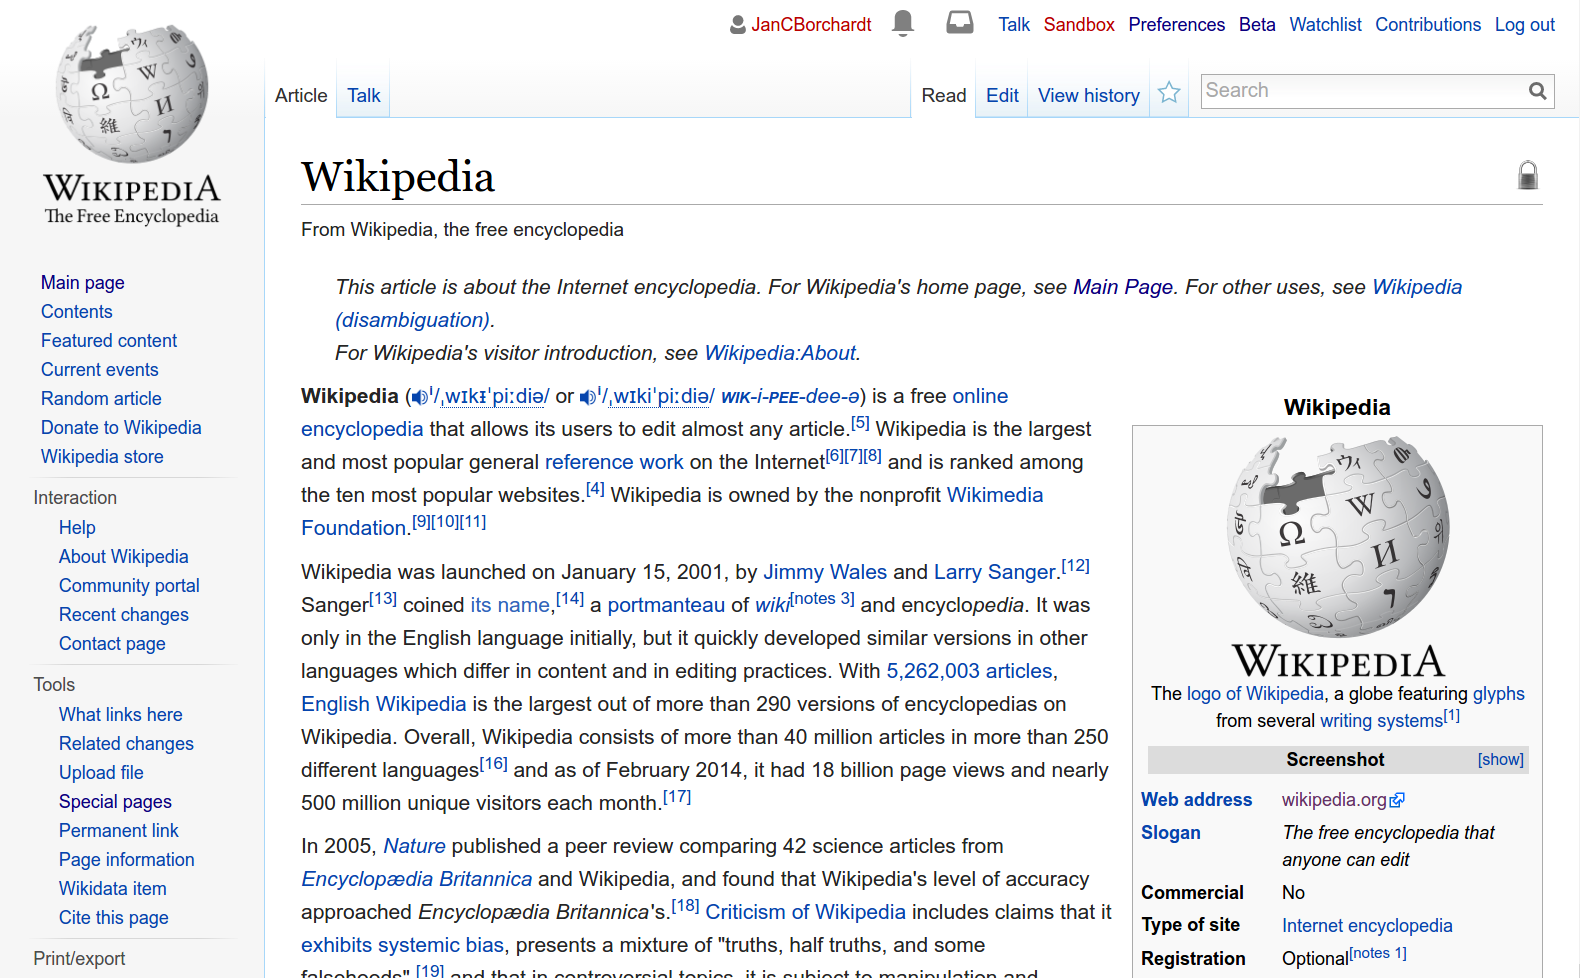 JanCBorchardt Talk Sandbox Preferences Beta Watchlist Contributions Log out
Article Talk Read Edit View history Search
WIKIPEDIA
The Free Encyclopedia
Main page
Contents
Featured content
Current events
Random article
Donate to Wikipedia
Wikipedia store
Interaction
Help
About Wikipedia
Community portal
Recent changes
Contact page
Tools
What links here
Related changes
Upload file
Special pages
Permanent link
Page information
Wikidata item
Cite this page
Print/export
Wikipedia
From Wikipedia, the free encyclopedia
This article is about the Internet encyclopedia. For Wikipedia's home page, see Main Page. For other uses, see Wikipedia
(disambiguation).
For Wikipedia's visitor introduction, see Wikipedia:About.
Wikipedia (i/ˌwɪkɨˈpiːdiə/ or i/ˌwɪkiˈpiːdiə/ WIK-i-PEE-dee-ə) is a free online
encyclopedia that allows its users to edit almost any article.[5] Wikipedia is the largest
and most popular general reference work on the Internet[6][7][8] and is ranked among
the ten most popular websites.[4] Wikipedia is owned by the nonprofit Wikimedia
Foundation.[9][10][11]
Wikipedia was launched on January 15, 2001, by Jimmy Wales and Larry Sanger.[12]
Sanger[13] coined its name,[14] a portmanteau of wiki[notes 3] and encyclopedia. It was
only in the English language initially, but it quickly developed similar versions in other
languages which differ in content and in editing practices. With 5,262,003 articles,
English Wikipedia is the largest out of more than 290 versions of encyclopedias on
Wikipedia. Overall, Wikipedia consists of more than 40 million articles in more than 250
different languages[16] and as of February 2014, it had 18 billion page views and nearly
500 million unique visitors each month.[17]
In 2005, Nature published a peer review comparing 42 science articles from
Encyclopædia Britannica and Wikipedia, and found that Wikipedia's level of accuracy
approached Encyclopædia Britannica's.[18] Criticism of Wikipedia includes claims that it
exhibits systemic bias, presents a mixture of "truths, half truths, and some
falsehoods",[19] and that in controversial topics, it is subject to manipulation and
Wikipedia
Ω W И 維 ウィ 7
WIKIPEDIA
The logo of Wikipedia, a globe featuring glyphs
from several writing systems[1]
Screenshot [show]
Web address wikipedia.org
Slogan The free encyclopedia that
anyone can edit
Commercial No
Type of site Internet encyclopedia
Registration Optional[notes 1]